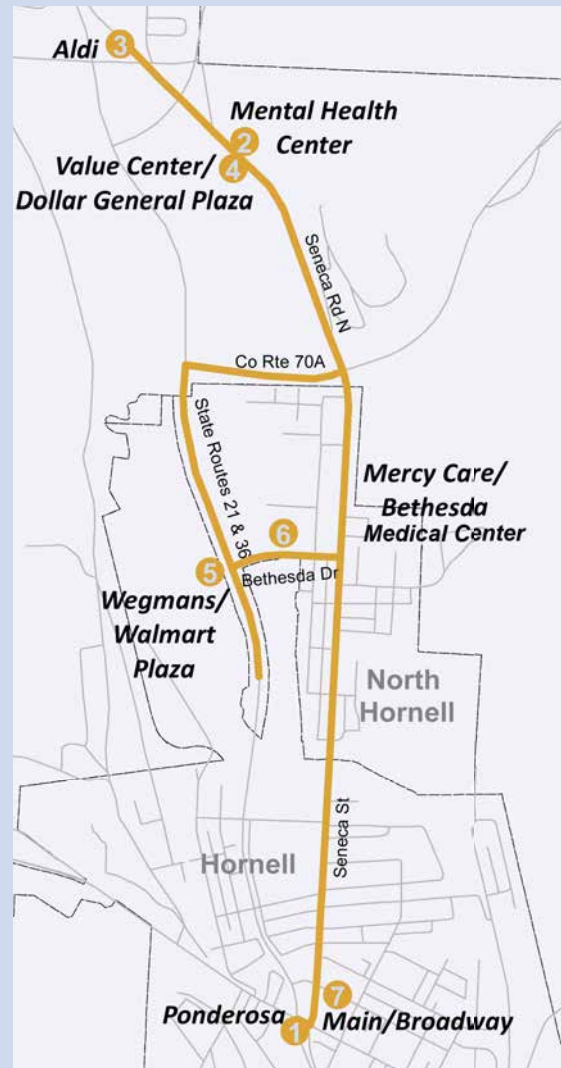 Aldi 3
Mental Health
Center
2
Value Center/
Dollar General Plaza
4
Seneca Rd N
Co Rte 70A
State Routes 21 & 36
Mercy Care/
Bethesda
Medical Center
6
Bethesda Dr
5
Wegmans/
Walmart
Plaza
North
Hornell
Seneca St
Hornell
7
Ponderosa 1 Main/Broadway